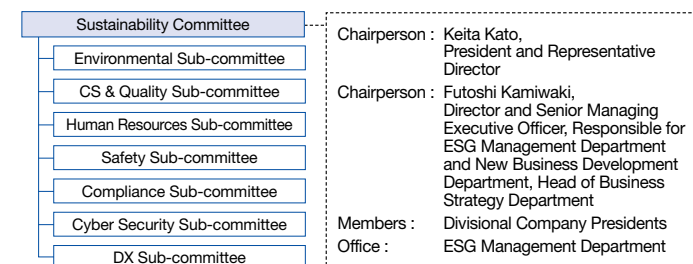 Sustainability Committee
Environmental Sub-committee
CS & Quality Sub-committee
Human Resources Sub-committee
Safety Sub-committee
Compliance Sub-committee
Cyber Security Sub-committee
DX Sub-committee
Chairperson : Keita Kato,
President and Representative
Director
Chairperson : Futoshi Kamiwaki,
Director and Senior Managing
Executive Officer, Responsible for
ESG Management Department
and New Business Development
Department, Head of Business
Strategy Department
Members : Divisional Company Presidents
Office : ESG Management Department